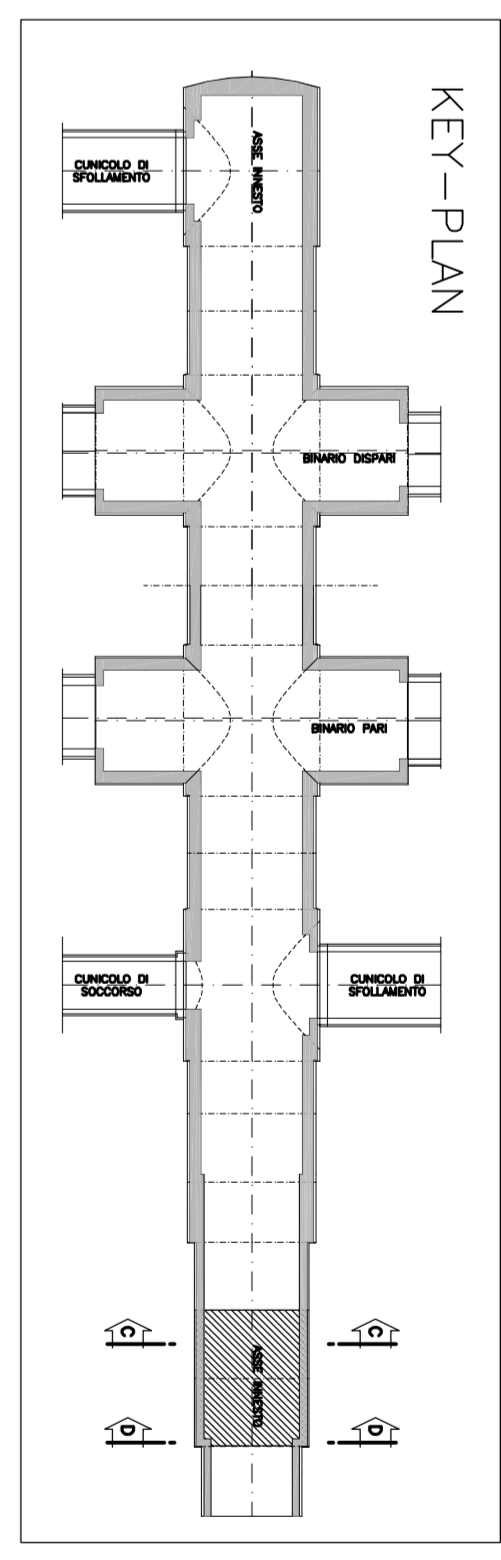 KEY-PLAN
ASSE INNESTO
CUNICOLO DI
SFOLLAMENTO
BINARIO DISPARI
BINARIO PARI
CUNICOLO DI
SOCCORSO
CUNICOLO DI
SFOLLAMENTO
C
C
ASSE INNESTO
D
D